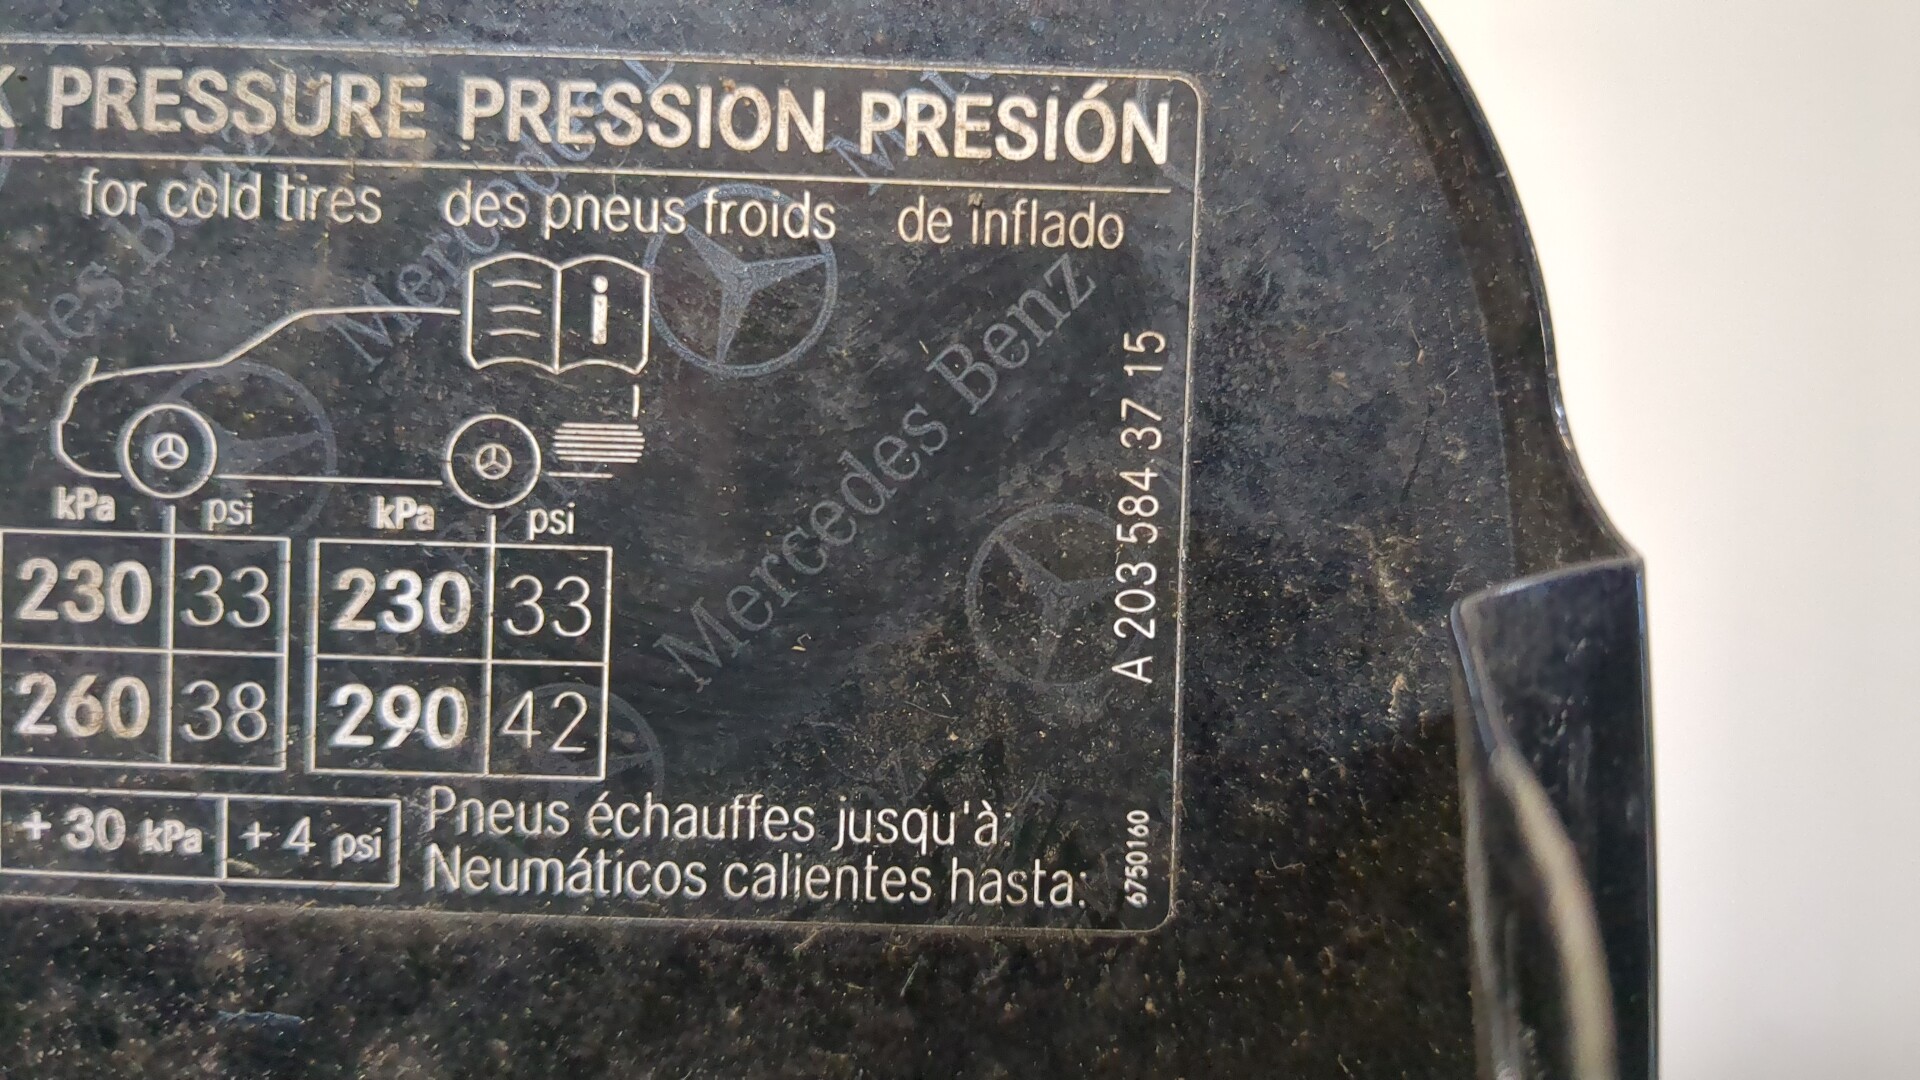 PRESSURE PRESSION PRESIÓN
for cold tires des pneus froids de inflado
i
kPa psi kPa psi
230 33 230 33
260 38 290 42
+ 30 kPa + 4 psi
Pneus échauffes jusqu'à:
Neumáticos calientes hasta:
A 203 584 37 15
6750160
Mercedes Benz